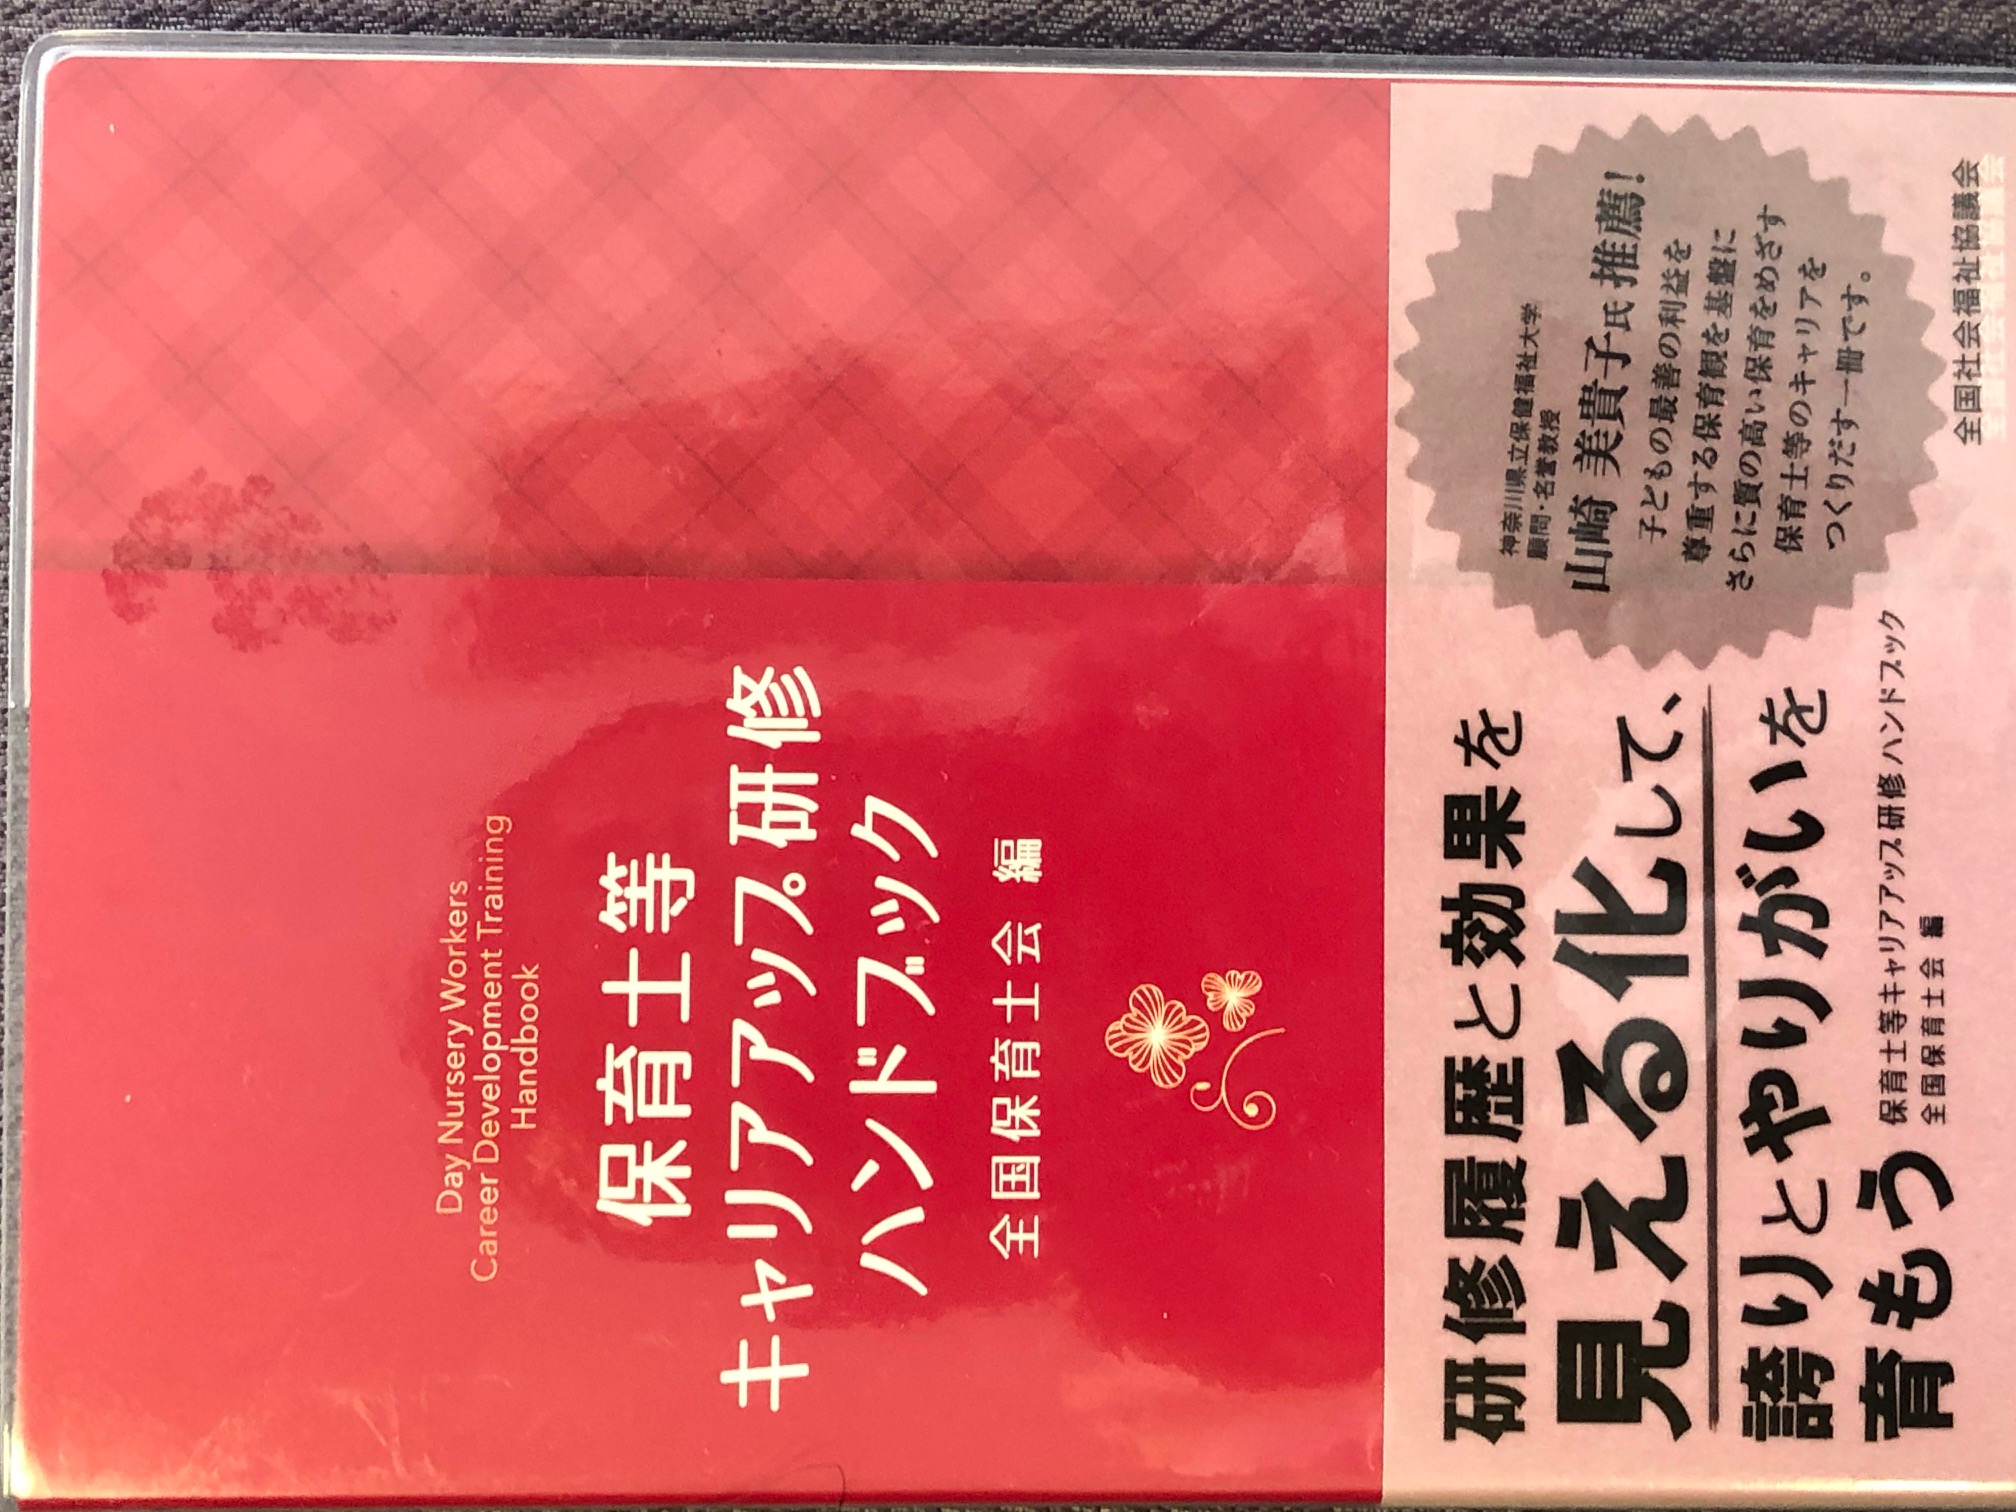 Day Nursery Workers
Career Development Training
Handbook
保育士等
キャリアアップ研修
ハンドブック
全国保育士会 編
研修履歴と効果を
見える化して、
誇りとやりがいを
育もう
保育士等キャリアアップ研修ハンドブック
全国保育士会 編
神奈川県立保健福祉大学
顧問・名誉教授
山崎 美貴子氏 推薦!
子どもの最善の利益を
尊重する保育観を基盤に
さらに質の高い保育をめざす
保育士等のキャリアを
つくりだす一冊です。
全国社会福祉協議会